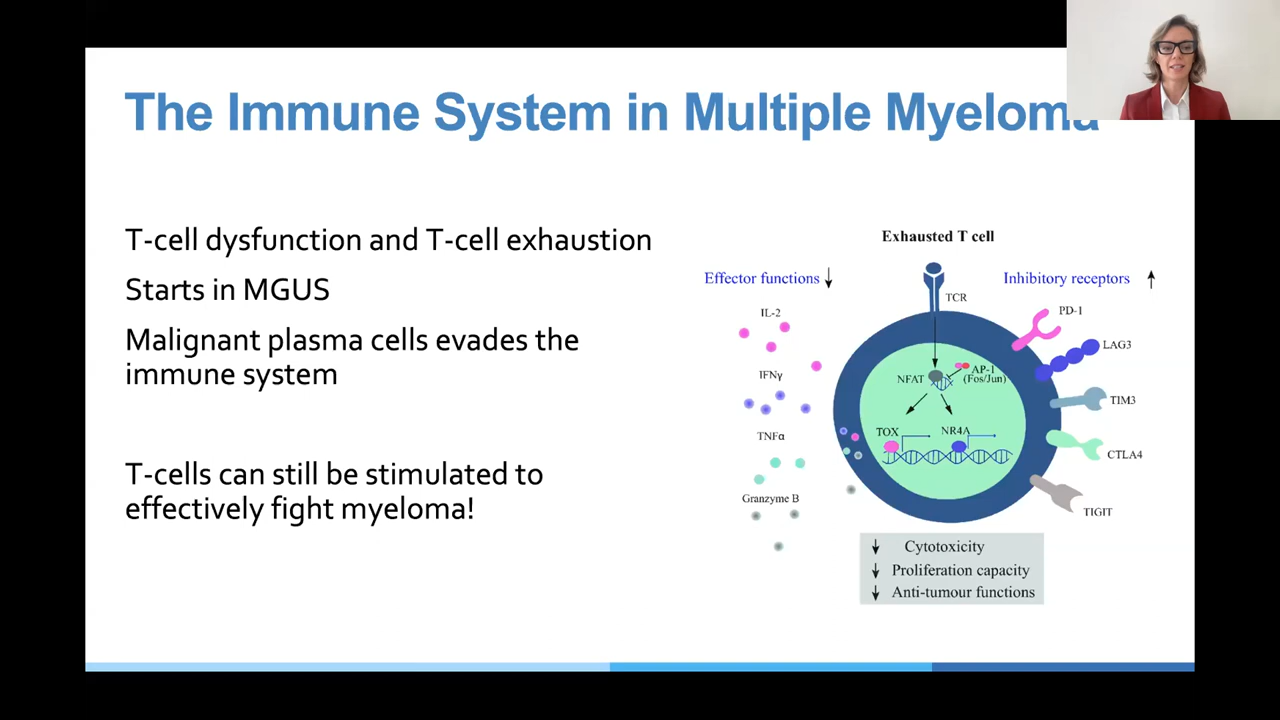 The Immune System in Multiple Myeloma
T-cell dysfunction and T-cell exhaustion
Starts in MGUS
Malignant plasma cells evades the
immune system
T-cells can still be stimulated to
effectively fight myeloma!
Exhausted T cell
Effector functions ↓
Inhibitory receptors ↑
IL-2
IFNγ
TNFα
Granzyme B
TCR
NFAT
AP-1
(Fos/Jun)
TOX
NR4A
PD-1
LAG3
TIM3
CTLA4
TIGIT
↓ Cytotoxicity
↓ Proliferation capacity
↓ Anti-tumour functions